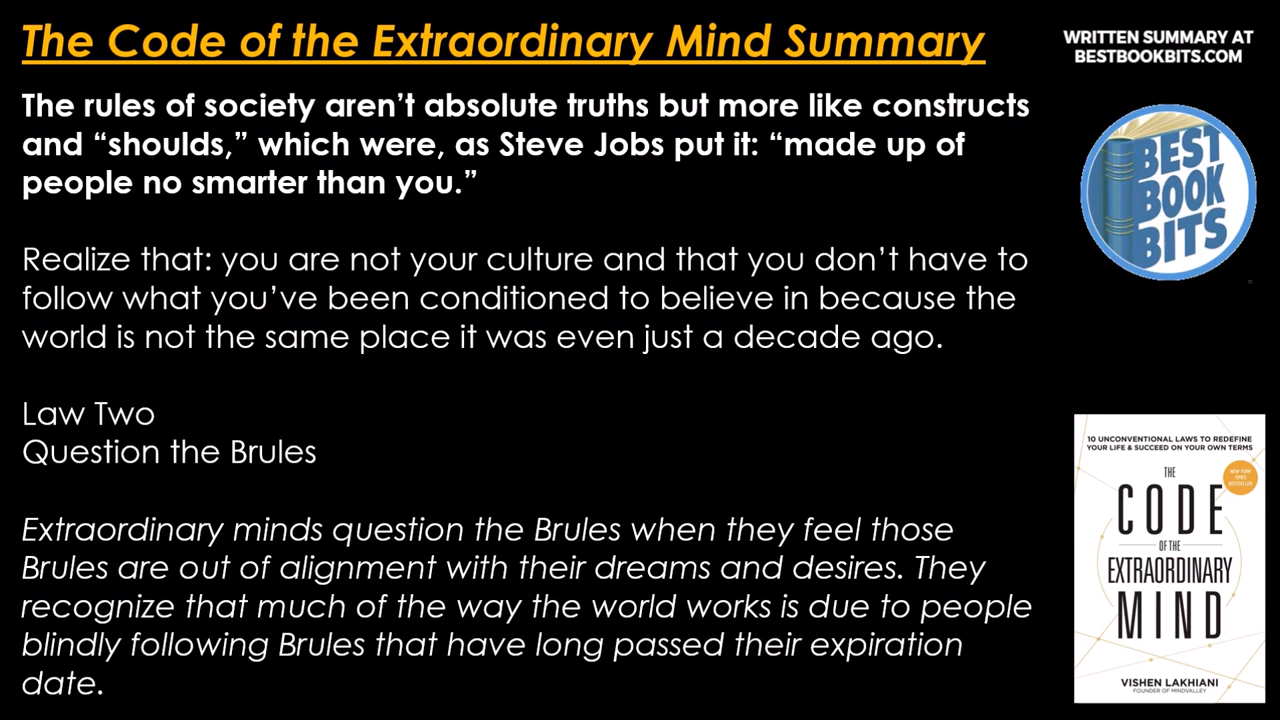 The Code of the Extraordinary Mind Summary
WRITTEN SUMMARY AT
BESTBOOKBITS.COM
The rules of society aren’t absolute truths but more like constructs
and “shoulds,” which were, as Steve Jobs put it: “made up of
people no smarter than you.”
BEST
BOOK
BITS
Realize that: you are not your culture and that you don’t have to
follow what you’ve been conditioned to believe in because the
world is not the same place it was even just a decade ago.
Law Two
Question the Brules
Extraordinary minds question the Brules when they feel those
Brules are out of alignment with their dreams and desires. They
recognize that much of the way the world works is due to people
blindly following Brules that have long passed their expiration
date.
10 UNCONVENTIONAL LAWS TO REDEFINE
YOUR LIFE & SUCCEED ON YOUR OWN TERMS
NEW YORK
TIMES
BESTSELLER
THE
CODE
OF THE
EXTRAORDINARY
MIND
VISHEN LAKHIANI
FOUNDER OF MINDVALLEY